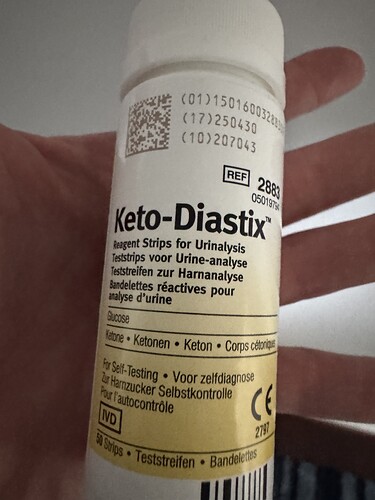 (01)1501600328
(17)250430
(10)207043
REF 2883
Keto-Diastix™
Reagent Strips for Urinalysis
Teststrips voor Urine-analyse
Teststreifen zur Harnanalyse
Bandelettes réactives pour
analyse d'urine
Glucose
Ketone • Ketonen • Keton • Corps cétoniques
For Self-Testing • Voor zelfdiagnose
Zur Harnzucker Selbstkontrolle
Pour l'autocontrôle
CE
IVD
2797
50 Strips • Teststreifen • Bandelettes